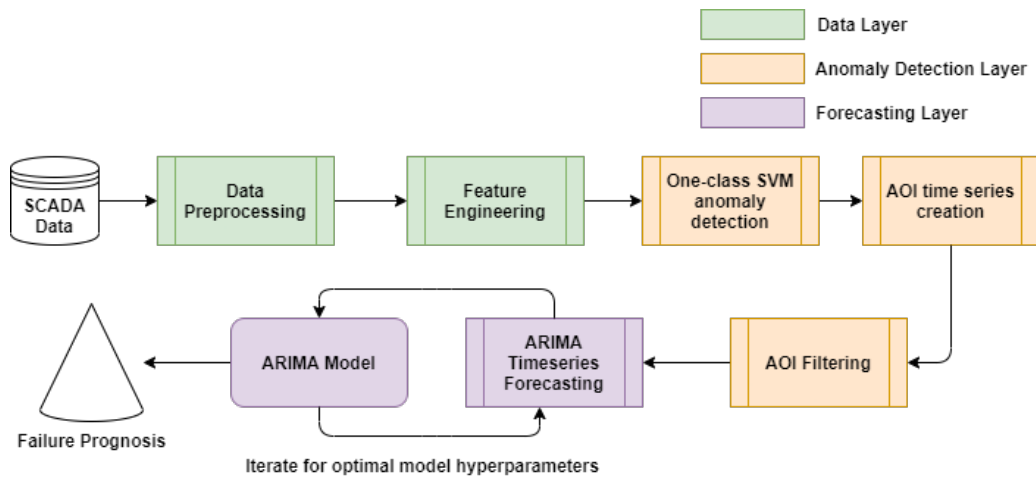 Data Layer
Anomaly Detection Layer
Forecasting Layer
SCADA
Data
Data
Preprocessing
Feature
Engineering
One-class SVM
anomaly
detection
AOI time series
creation
Failure Prognosis
ARIMA Model
ARIMA
Timeseries
Forecasting
AOI Filtering
Iterate for optimal model hyperparameters